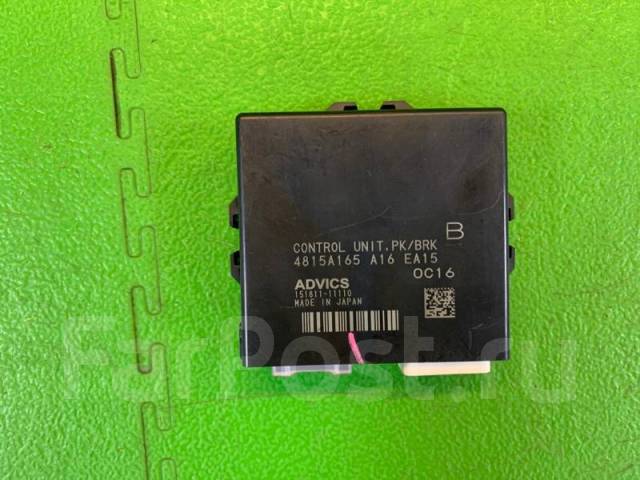 CONTROL UNIT.PK/BRK B
4815A165 A16 EA15
0C16
ADVICS
151811-11110
MADE IN JAPAN
FarPost.ru